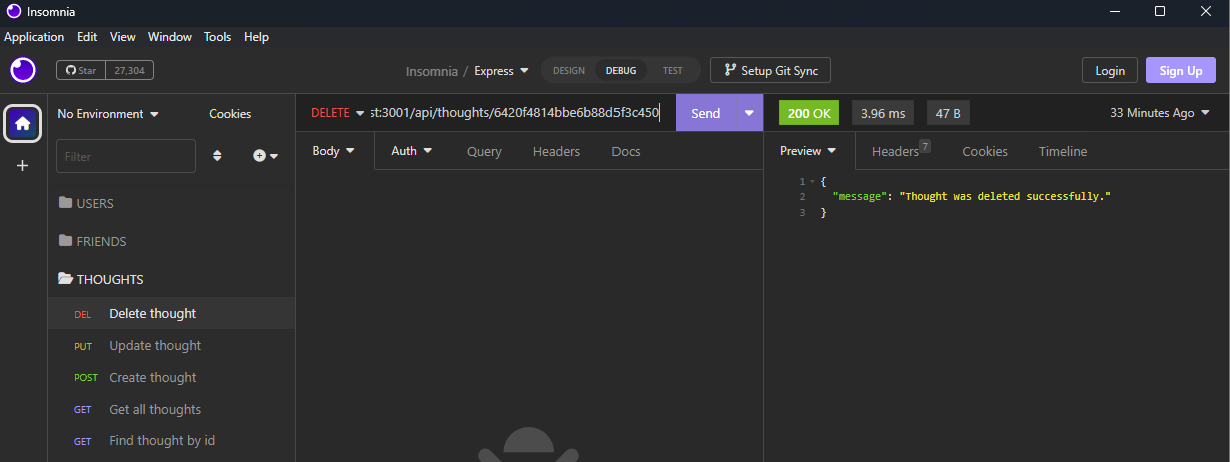 Insomnia
Application Edit View Window Tools Help
Star 27,304 Insomnia / Express DESIGN DEBUG TEST Setup Git Sync Login Sign Up
No Environment Cookies
DELETE st:3001/api/thoughts/6420f4814bbe6b88d5f3c450 Send
200 OK 3.96 ms 47 B 33 Minutes Ago
Filter
Body Auth Query Headers Docs
Preview Headers 7 Cookies Timeline
USERS
FRIENDS
THOUGHTS
DEL Delete thought
PUT Update thought
POST Create thought
GET Get all thoughts
GET Find thought by id
1 {
2 "message": "Thought was deleted successfully."
3 }